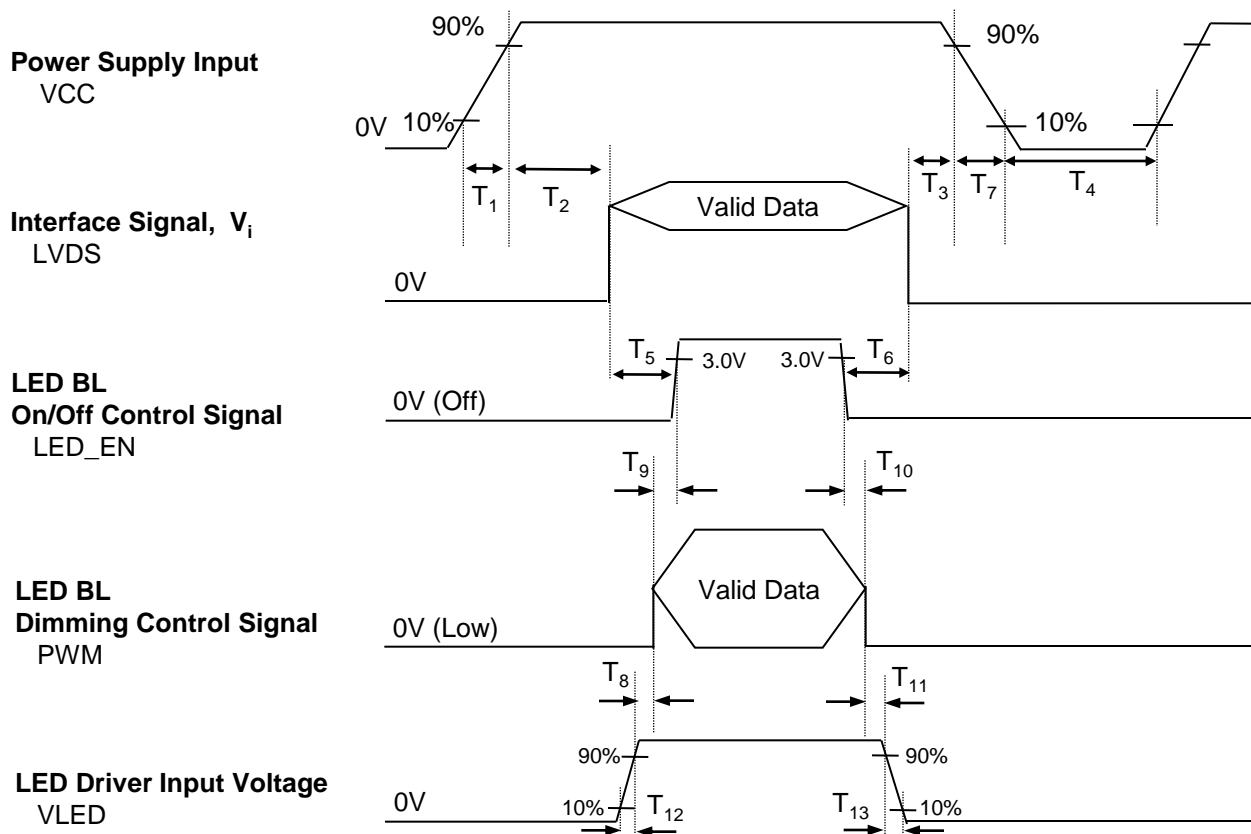 90%
90%
Power Supply Input
VCC
0V
10%
10%
T1
T2
T3
T7
T4
Interface Signal, Vi
LVDS
Valid Data
0V
T5
3.0V
3.0V
T6
LED BL
On/Off Control Signal
LED_EN
0V (Off)
T9
T10
LED BL
Dimming Control Signal
PWM
Valid Data
0V (Low)
T8
T11
90%
90%
LED Driver Input Voltage
VLED
0V
10%
T12
T13
10%